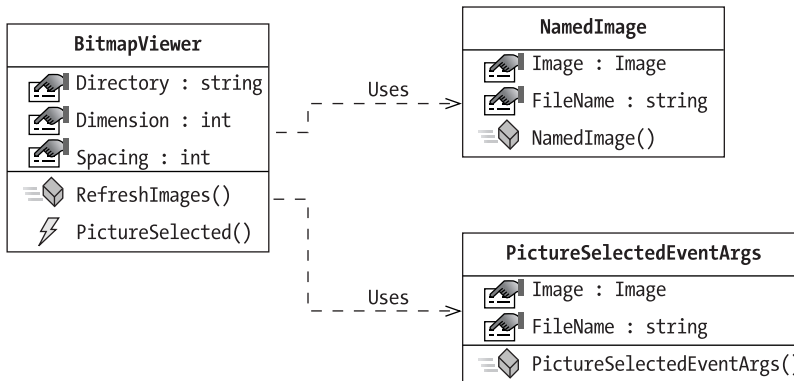 BitmapViewer
Directory : string
Dimension : int
Spacing : int
RefreshImages()
PictureSelected()
Uses
NamedImage
Image : Image
FileName : string
NamedImage()
Uses
PictureSelectedEventArgs
Image : Image
FileName : string
PictureSelectedEventArgs()